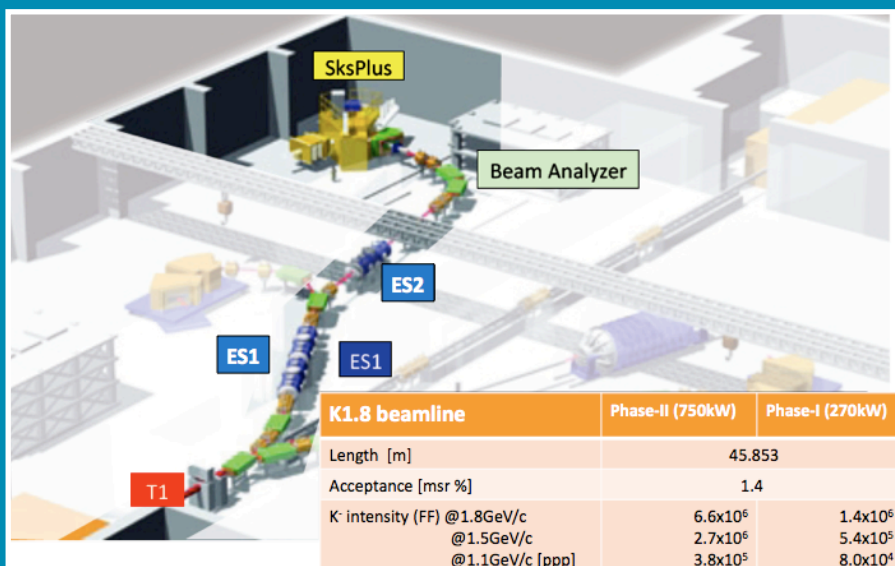 SksPlus
Beam Analyzer
ES2
ES1
ES1
T1
K1.8 beamline Phase-II (750kW) Phase-I (270kW)
Length [m] 45.853
Acceptance [msr %] 1.4
K⁻ intensity (FF) @1.8GeV/c 6.6x10⁶ 1.4x10⁶
@1.5GeV/c 2.7x10⁶ 5.4x10⁵
@1.1GeV/c [ppp] 3.8x10⁵ 8.0x10⁴